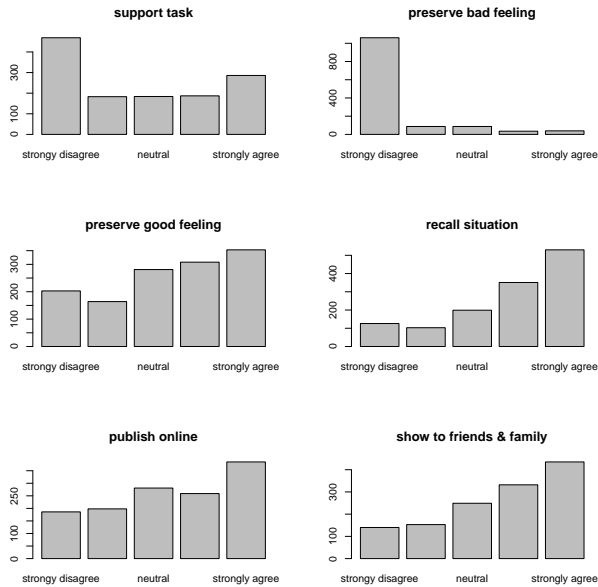 support task
100
300
0
strongy disagree
neutral
strongly agree
preserve bad feeling
0
400
800
strongy disagree
neutral
strongly agree
preserve good feeling
0
100
200
300
strongy disagree
neutral
strongly agree
recall situation
0
200
400
strongy disagree
neutral
strongly agree
publish online
0
100
250
strongy disagree
neutral
strongly agree
show to friends & family
0
100
300
strongy disagree
neutral
strongly agree